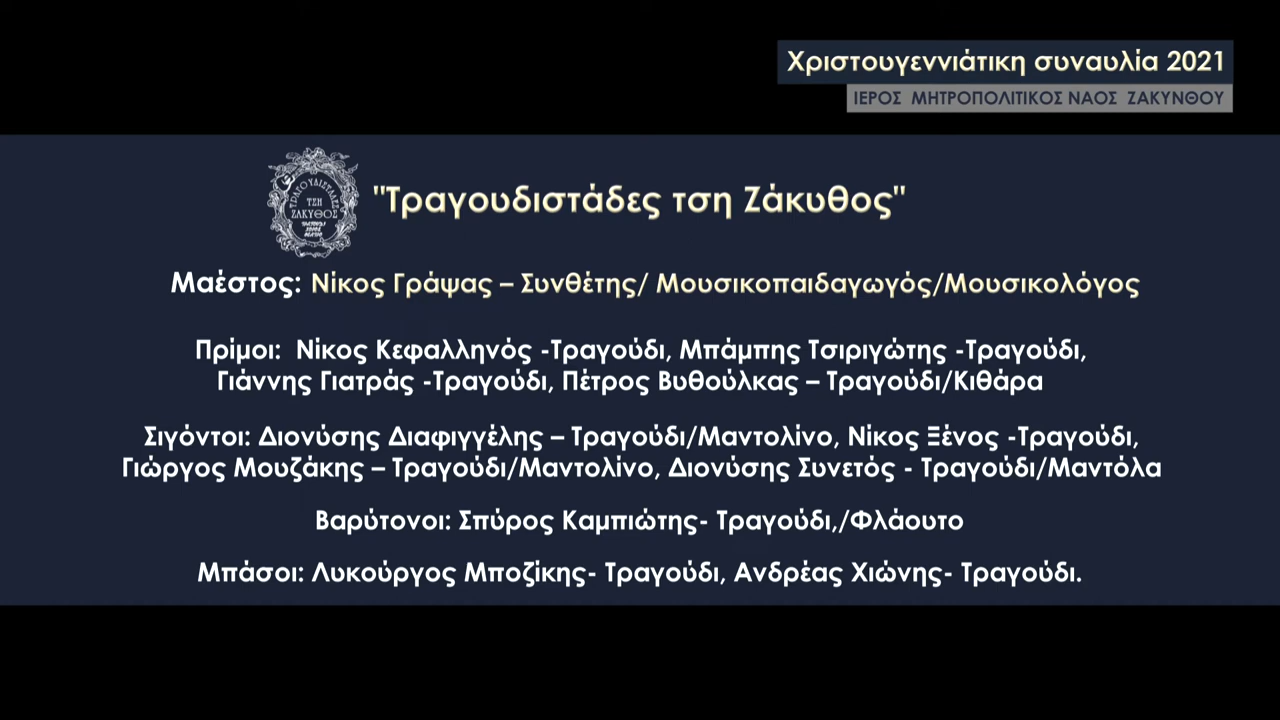 Χριστουγεννιάτικη συναυλία 2021
ΙΕΡΟΣ ΜΗΤΡΟΠΟΛΙΤΙΚΟΣ ΝΑΟΣ ΖΑΚΥΝΘΟΥ
ΤΡΑΓΟΥΔΙΣΤΑΔΕΣ
ΤΣΗ
ΖΑΚΥΘΟΣ
"Τραγουδιστάδες τση Ζάκυθος"
Μαέστος: Νίκος Γράψας – Συνθέτης/ Μουσικοπαιδαγωγός/Μουσικολόγος
Πρίμοι: Νίκος Κεφαλληνός -Τραγούδι, Μπάμπης Τσιριγώτης -Τραγούδι,
Γιάννης Γιατράς -Τραγούδι, Πέτρος Βυθούλκας – Τραγούδι/Κιθάρα
Σιγόντοι: Διονύσης Διαφιγγέλης – Τραγούδι/Μαντολίνο, Νίκος Ξένος -Τραγούδι,
Γιώργος Μουζάκης – Τραγούδι/Μαντολίνο, Διονύσης Συνετός - Τραγούδι/Μαντόλα
Βαρύτονοι: Σπύρος Καμπιώτης- Τραγούδι,/Φλάουτο
Μπάσοι: Λυκούργος Μποζίκης- Τραγούδι, Ανδρέας Χιώνης- Τραγούδι.